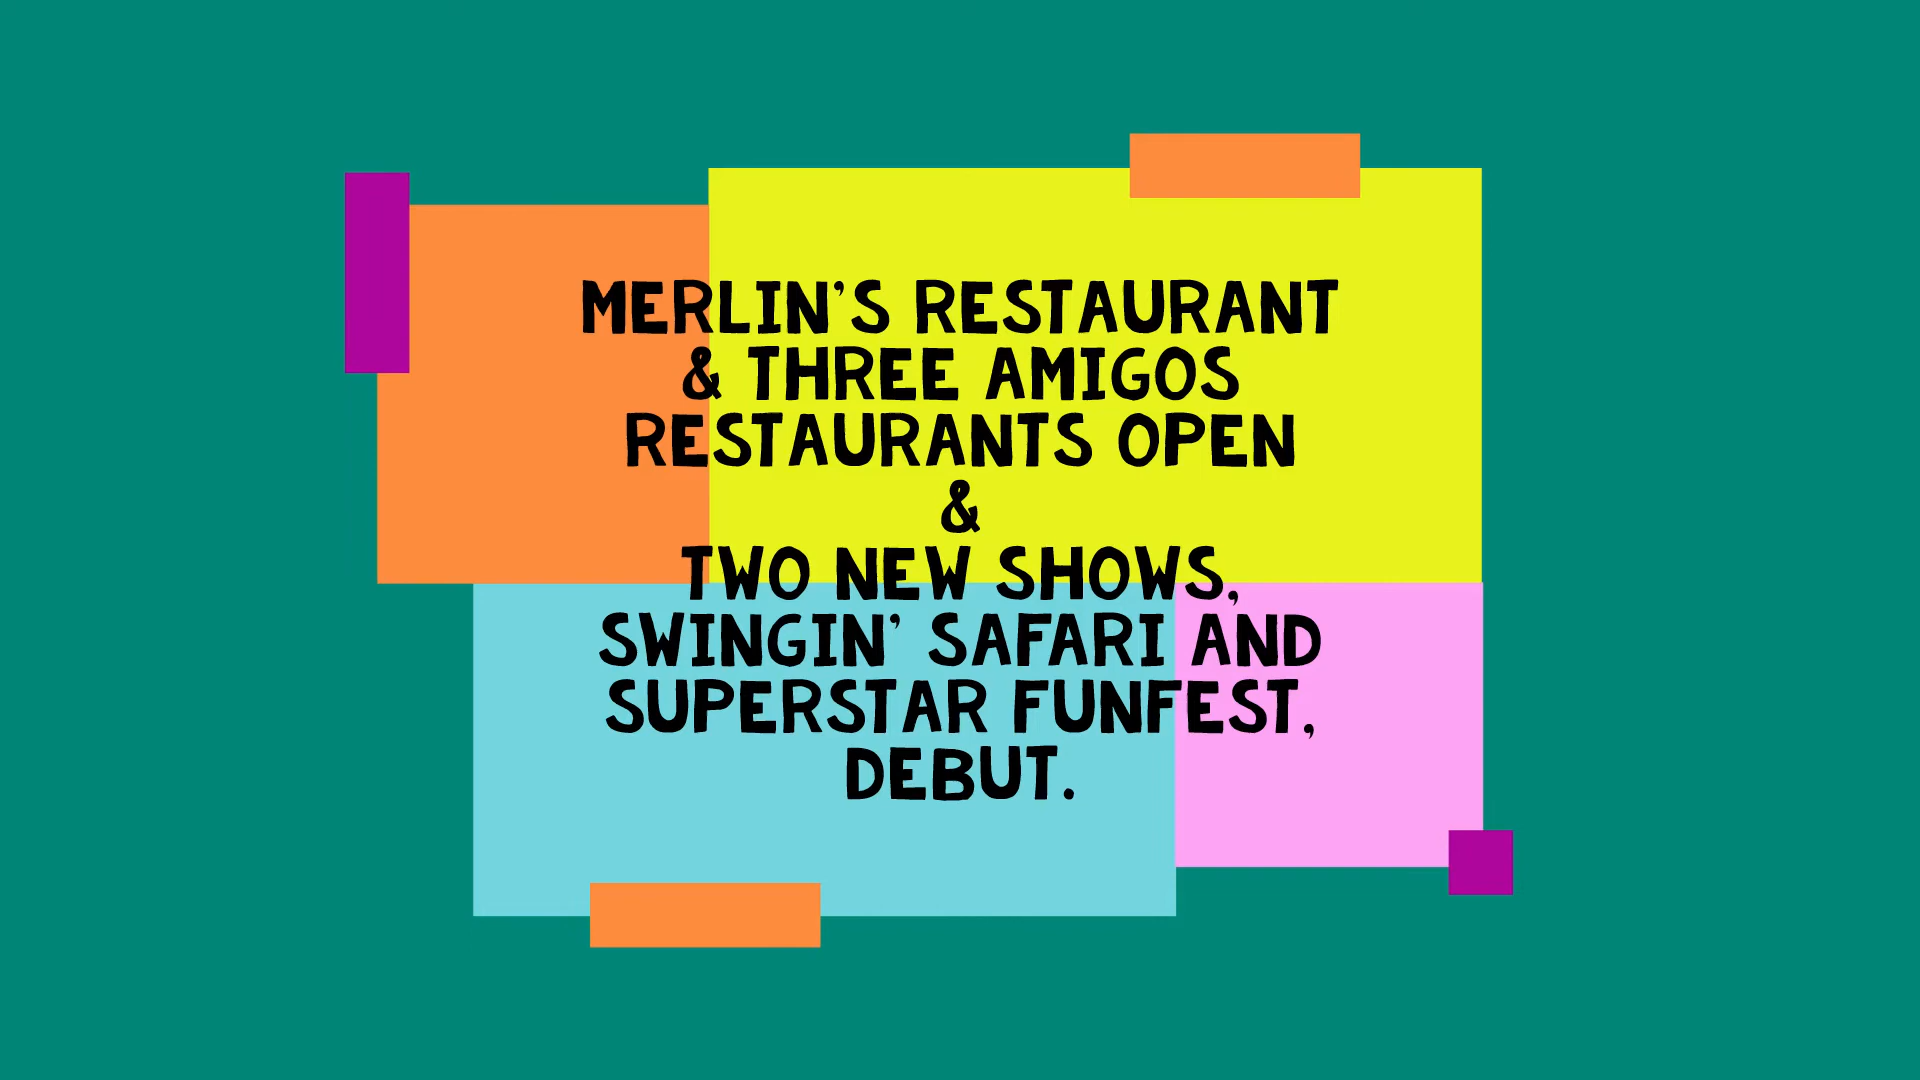 MERLIN'S RESTAURANT
& THREE AMIGOS
RESTAURANTS OPEN
&
TWO NEW SHOWS,
SWINGIN' SAFARI AND
SUPERSTAR FUNFEST,
DEBUT.